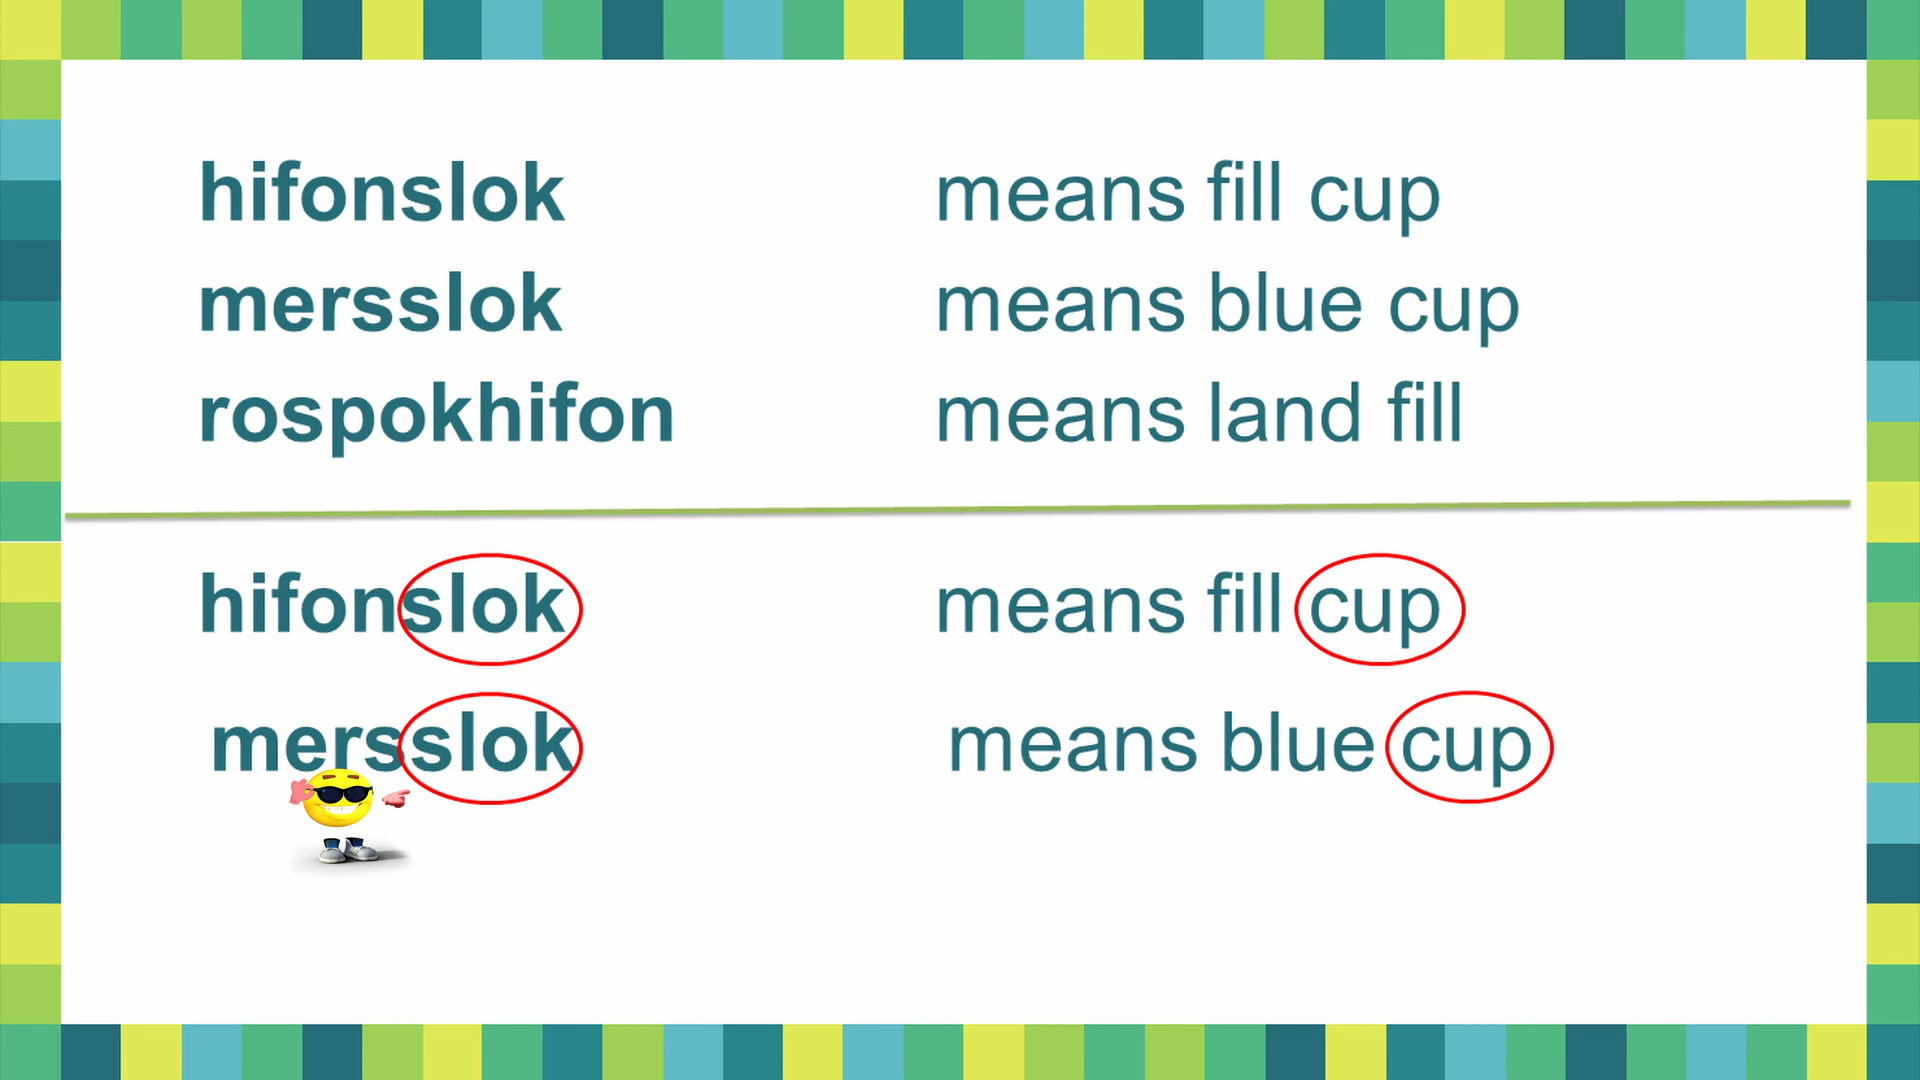 hifonslok means fill cup
mersslok means blue cup
rospokhifon means land fill
hifonslok means fill cup
mersslok means blue cup